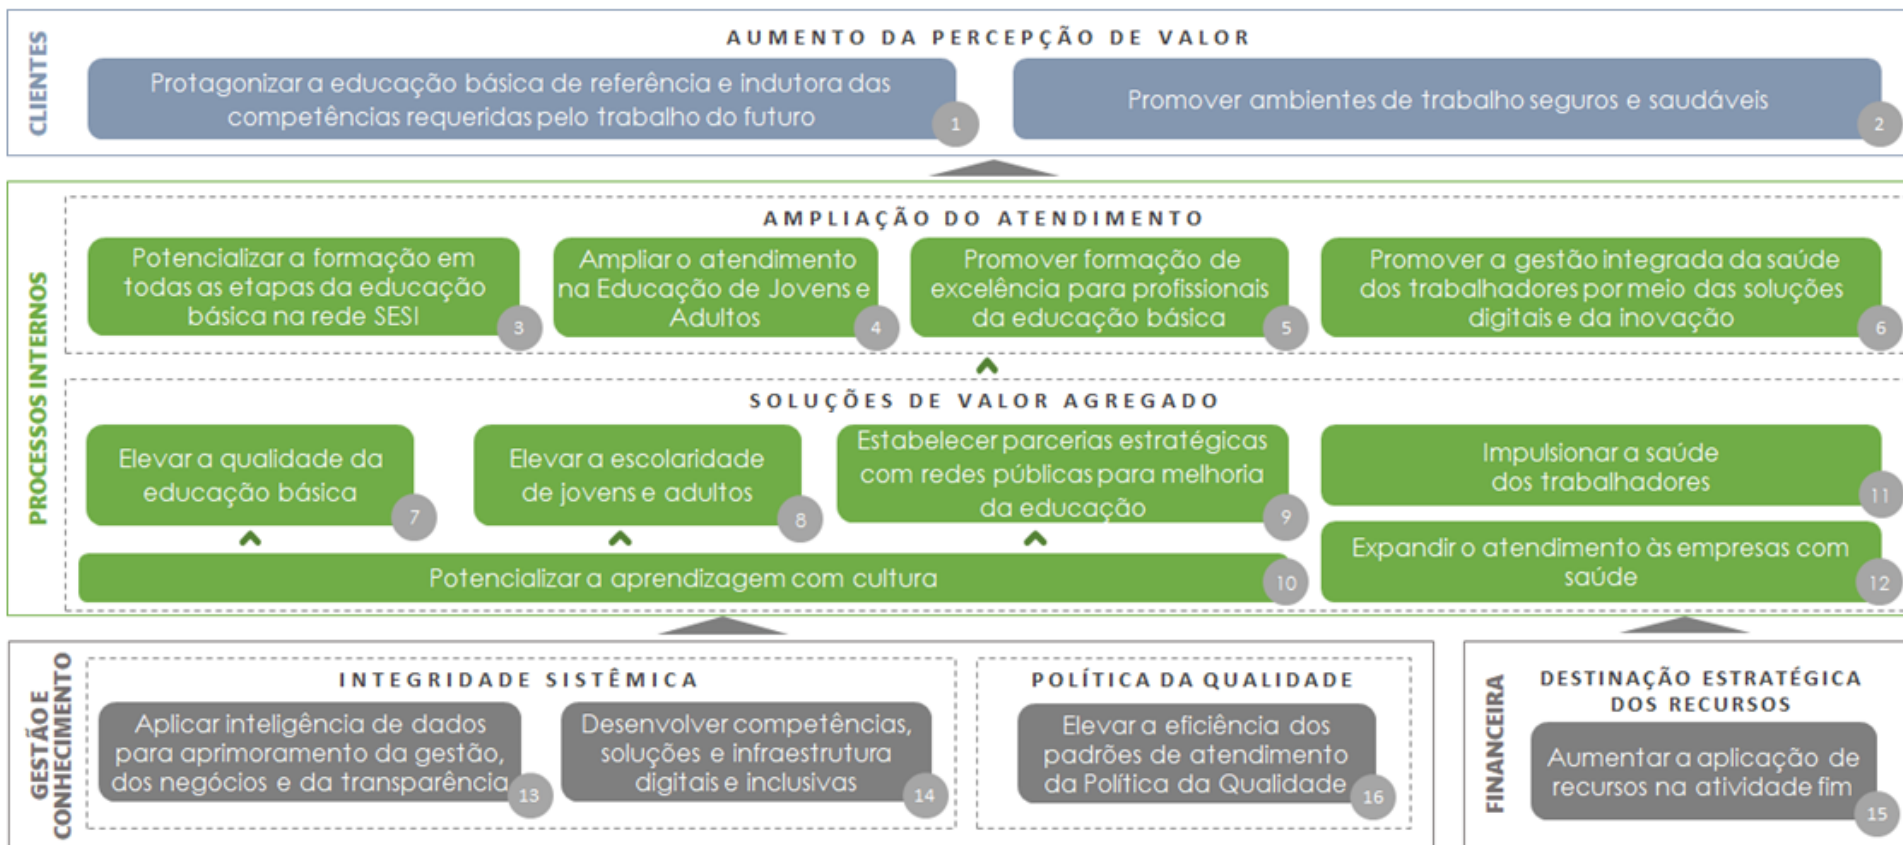 CLIENTES
AUMENTO DA PERCEPÇÃO DE VALOR
Protagonizar a educação básica de referência e indutora das
competências requeridas pelo trabalho do futuro
1
Promover ambientes de trabalho seguros e saudáveis
2
PROCESSOS INTERNOS
AMPLIAÇÃO DO ATENDIMENTO
Potencializar a formação em
todas as etapas da educação
básica na rede SESI
3
Ampliar o atendimento
na Educação de Jovens e
Adultos
4
Promover formação de
excelência para profissionais
da educação básica
5
Promover a gestão integrada da saúde
dos trabalhadores por meio das soluções
digitais e da inovação
6
SOLUÇÕES DE VALOR AGREGADO
Elevar a qualidade da
educação básica
7
Elevar a escolaridade
de jovens e adultos
8
Estabelecer parcerias estratégicas
com redes públicas para melhoria
da educação
9
Impulsionar a saúde
dos trabalhadores
11
Potencializar a aprendizagem com cultura
10
Expandir o atendimento às empresas com
saúde
12
GESTÃO E
CONHECIMENTO
INTEGRIDADE SISTÊMICA
Aplicar inteligência de dados
para aprimoramento da gestão,
dos negócios e da transparência
13
Desenvolver competências,
soluções e infraestrutura
digitais e inclusivas
14
POLÍTICA DA QUALIDADE
Elevar a eficiência dos
padrões de atendimento
da Política da Qualidade
16
FINANCEIRA
DESTINAÇÃO ESTRATÉGICA
DOS RECURSOS
Aumentar a aplicação de
recursos na atividade fim
15